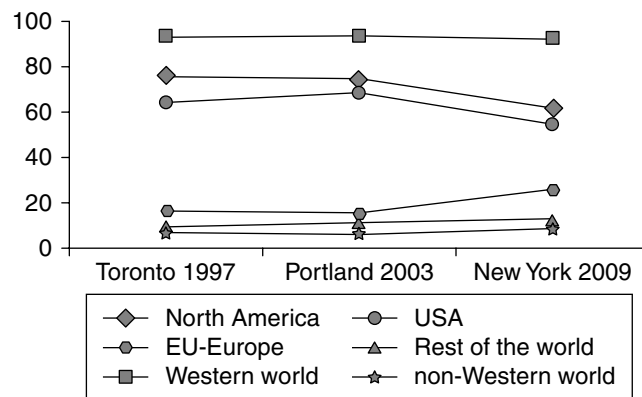 100
80
60
40
20
0
Toronto 1997 Portland 2003 New York 2009
North America USA
EU-Europe Rest of the world
Western world non-Western world